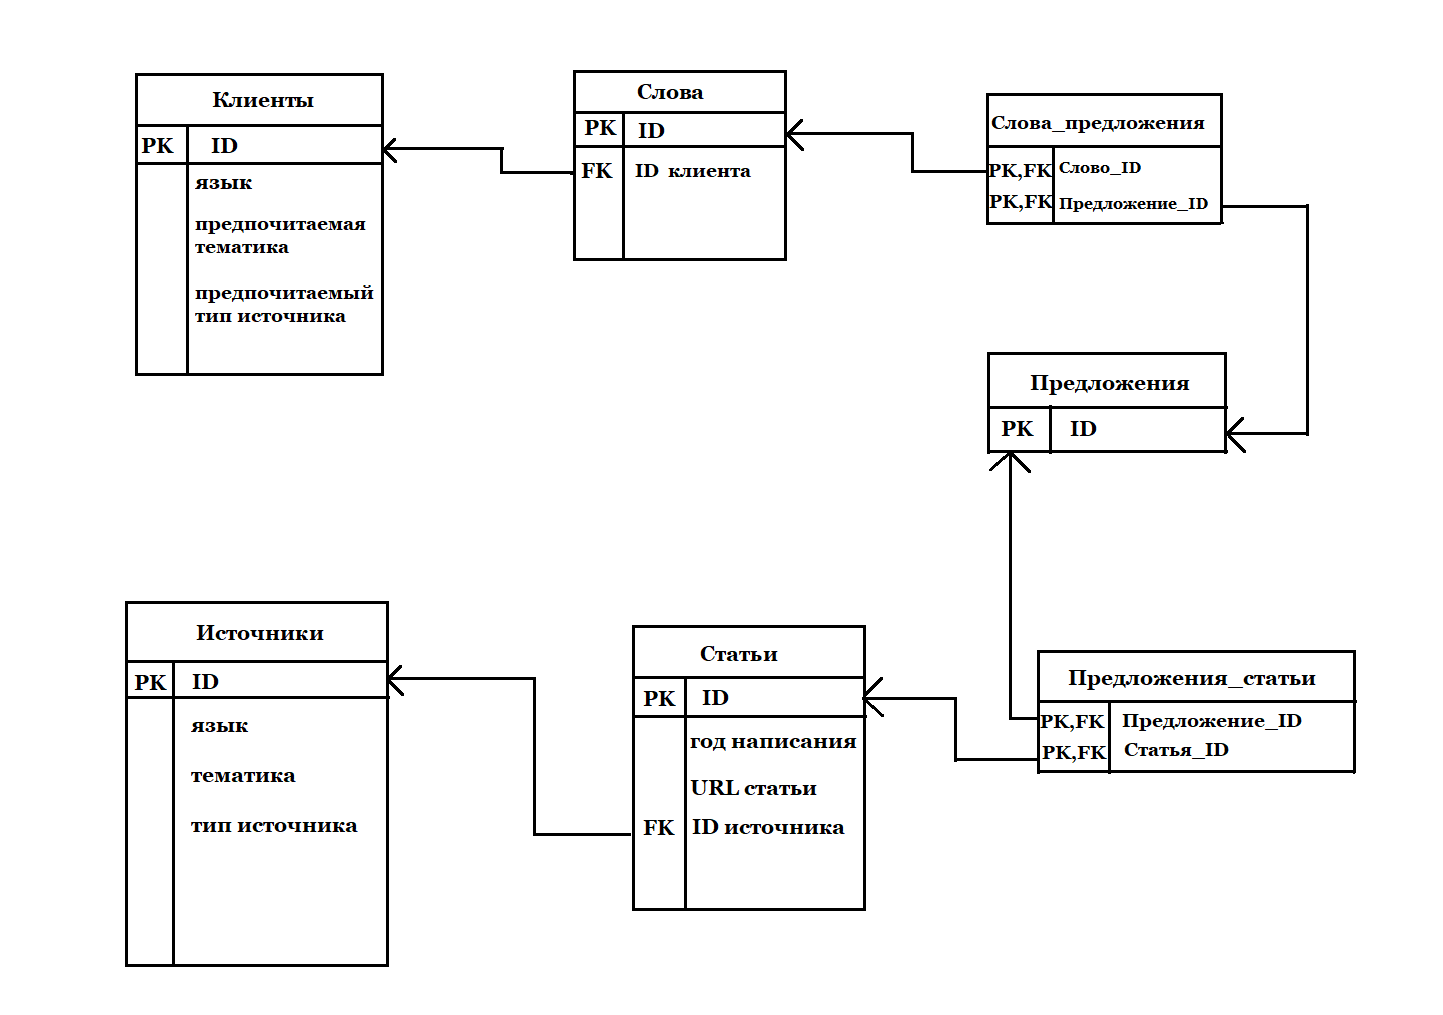 Клиенты
PK ID
язык
предпочитаемая
тематика
предпочитаемый
тип источника
Слова
PK ID
FK ID клиента
Слова_предложения
PK,FK Слово_ID
PK,FK Предложение_ID
Предложения
PK ID
Источники
PK ID
язык
тематика
тип источника
Статьи
PK ID
год написания
URL статьи
FK ID источника
Предложения_статьи
PK,FK Предложение_ID
PK,FK Статья_ID